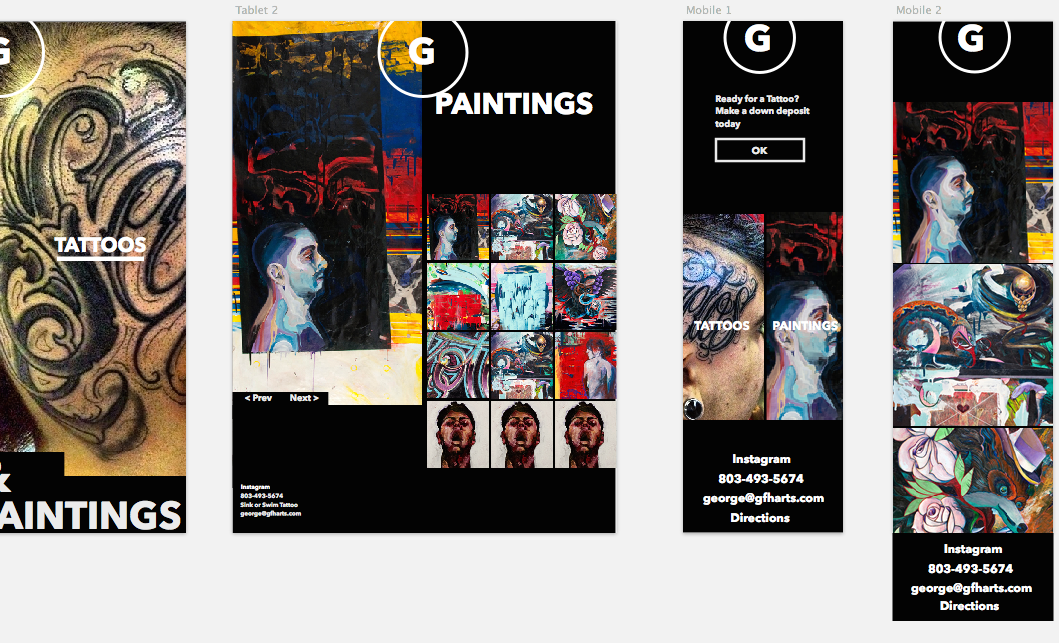 G
TATTOOS
&
AINTINGS
Tablet 2
G
PAINTINGS
< Prev Next >
Instagram
803-493-5674
Sink or Swim Tattoo
george@gfharts.com
Mobile 1
G
Ready for a Tattoo?
Make a down deposit
today
OK
TATTOOS PAINTINGS
Instagram
803-493-5674
george@gfharts.com
Directions
Mobile 2
G
Instagram
803-493-5674
george@gfharts.com
Directions